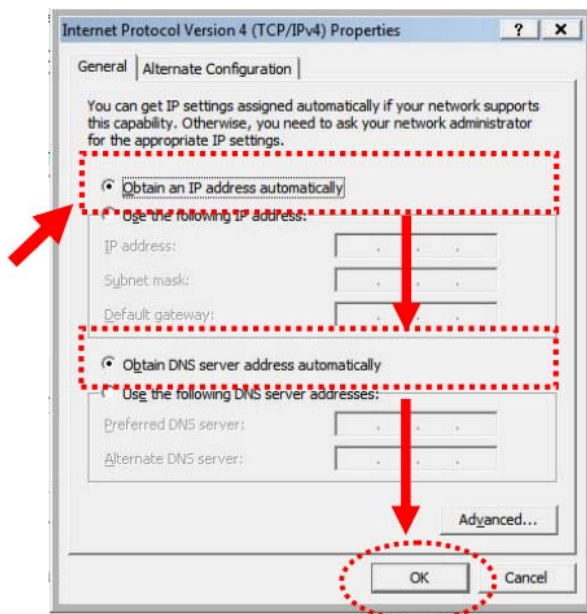 Internet Protocol Version 4 (TCP/IPv4) Properties
? X
General Alternate Configuration
You can get IP settings assigned automatically if your network supports
this capability. Otherwise, you need to ask your network administrator
for the appropriate IP settings.
Obtain an IP address automatically
Use the following IP address:
IP address:
Subnet mask:
Default gateway:
Obtain DNS server address automatically
Use the following DNS server addresses:
Preferred DNS server:
Alternate DNS server:
Advanced...
OK Cancel